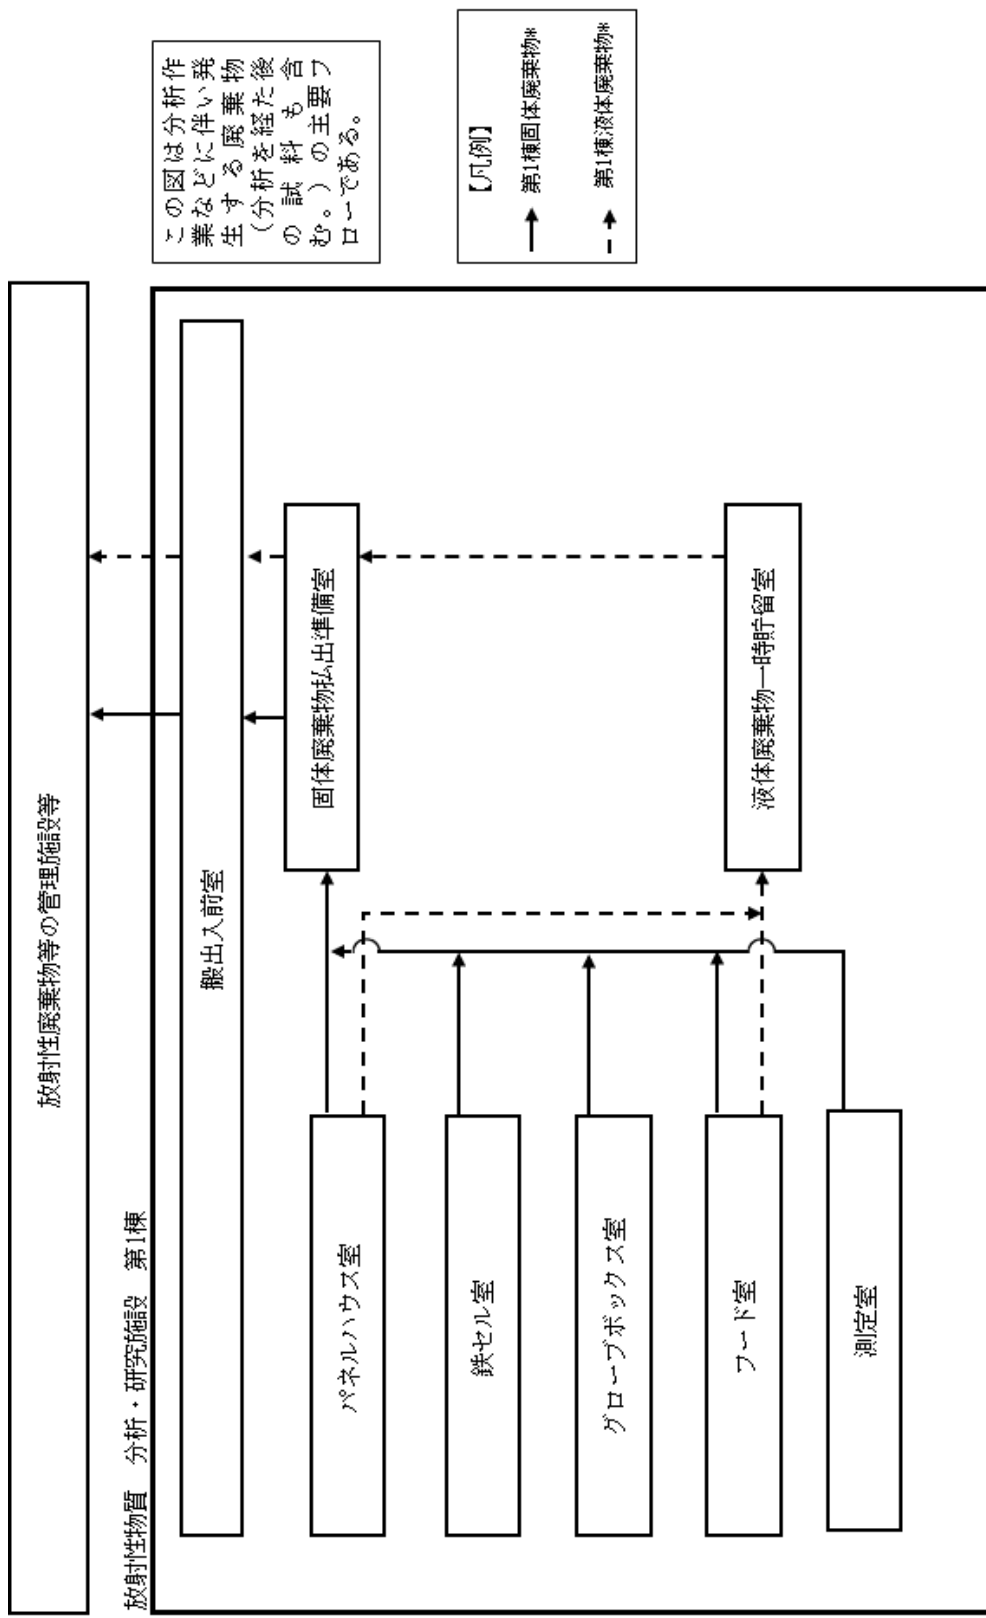 放射性廃棄物等の管理施設等
放射性物質　分析・研究施設　第1棟
搬出入前室
パネルハウス室
鉄セル室
グローブボックス室
フード室
測定室
固体廃棄物払出準備室
液体廃棄物一時貯留室
この図は分析作
業などに伴い発
生する廃棄物
（分析を経た後
の試料も含
む。）の主要フ
ローである。
【凡例】
第1棟固体廃棄物※
第1棟液体廃棄物※